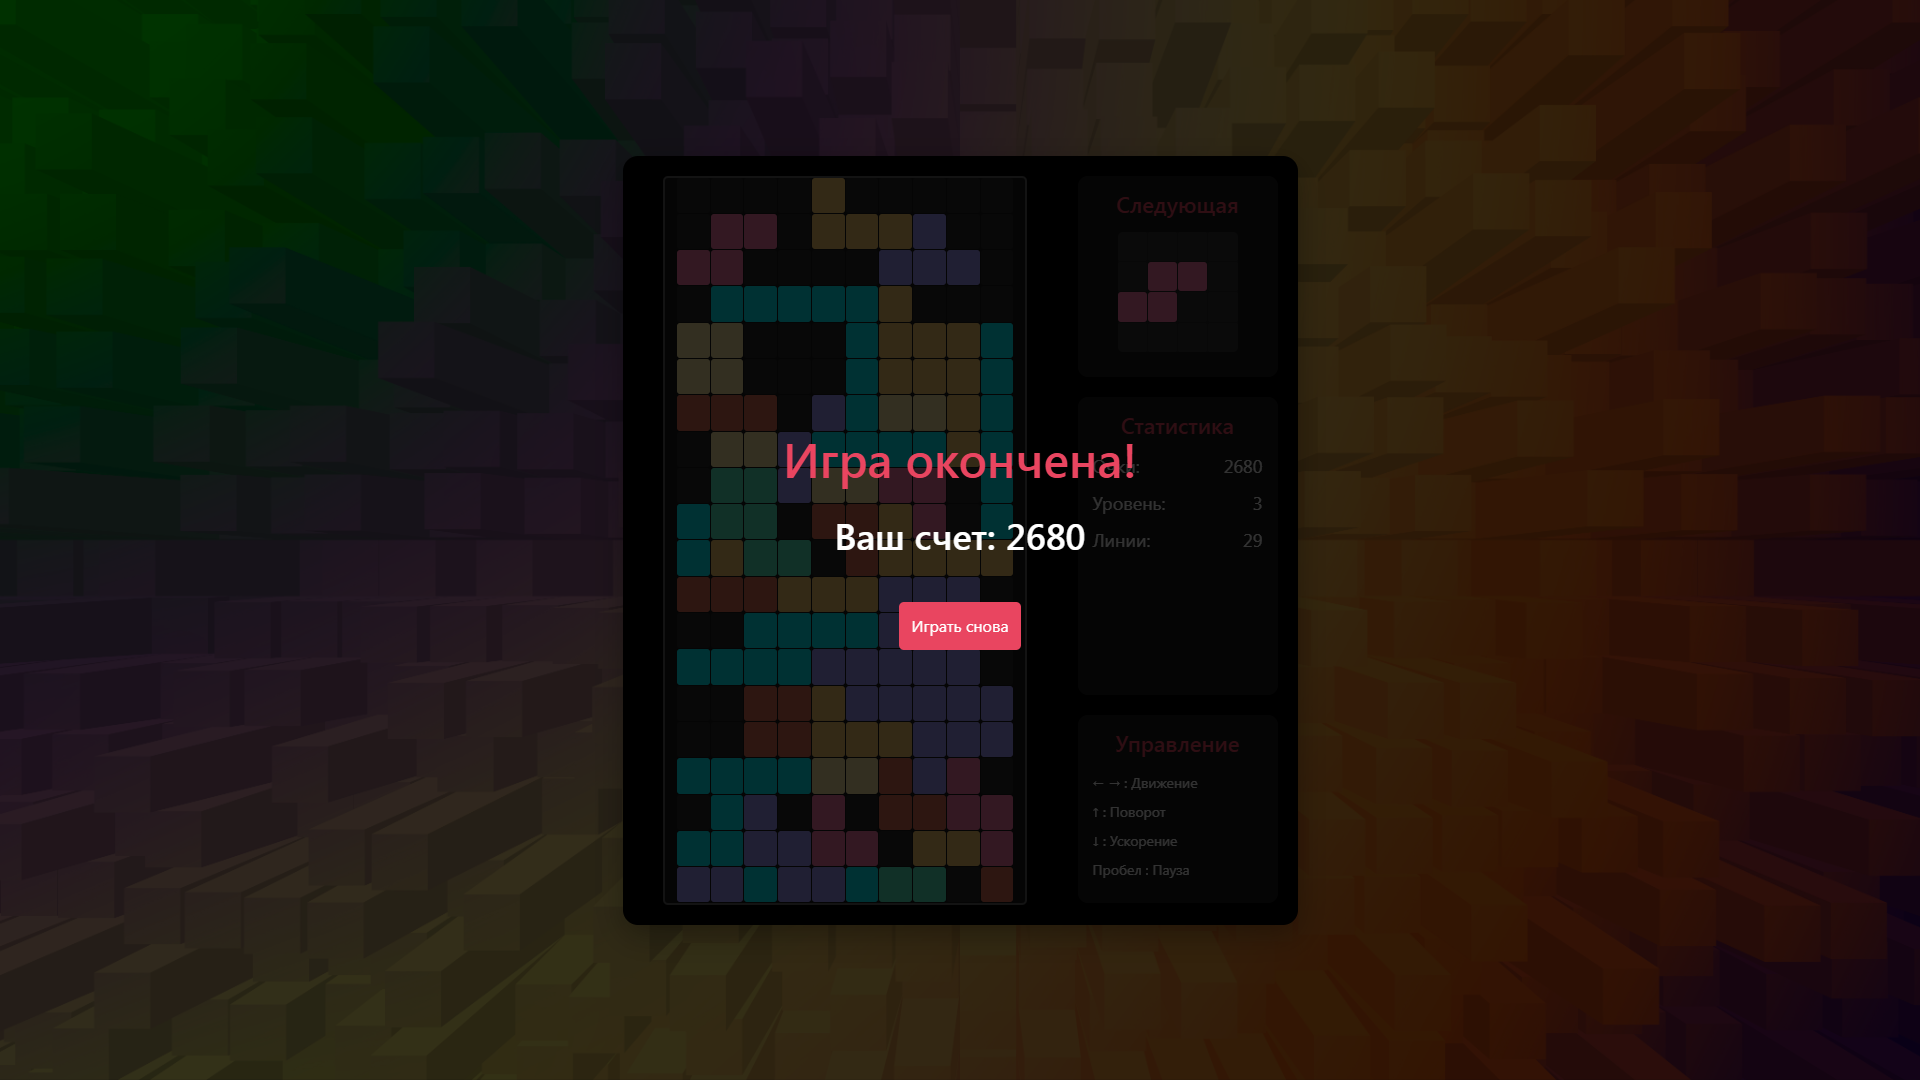 Следующая
Статистика
Игра окончена!
2680
Уровень: 3
Ваш счет: 2680
Линии: 29
Играть снова
Управление
← → : Движение
↑ : Поворот
↓ : Ускорение
Пробел : Пауза